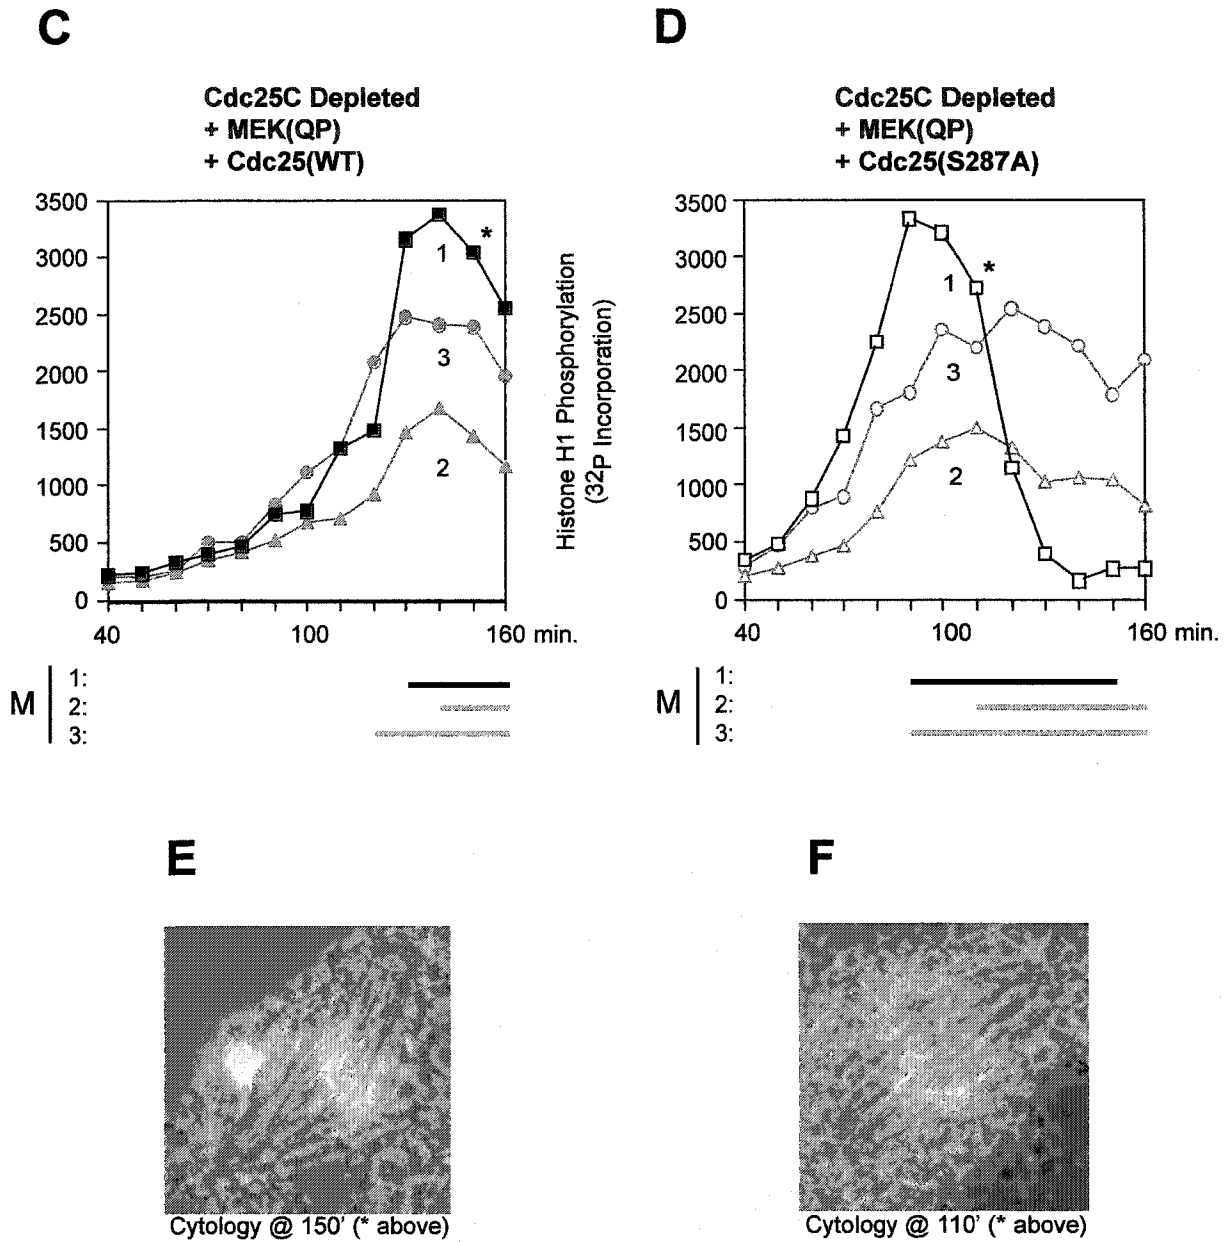 C
D
Cdc25C Depleted
+ MEK(QP)
+ Cdc25(WT)
Cdc25C Depleted
+ MEK(QP)
+ Cdc25(S287A)
3500
3000
2500
2000
1500
1000
500
0
*
1
3
2
40
100
160 min.
Histone H1 Phosphorylation
(32P Incorporation)
3500
3000
2500
2000
1500
1000
500
0
*
1
3
2
40
100
160 min.
M
1:
2:
3:
M
1:
2:
3:
E
F
Cytology @ 150' (* above)
Cytology @ 110' (* above)